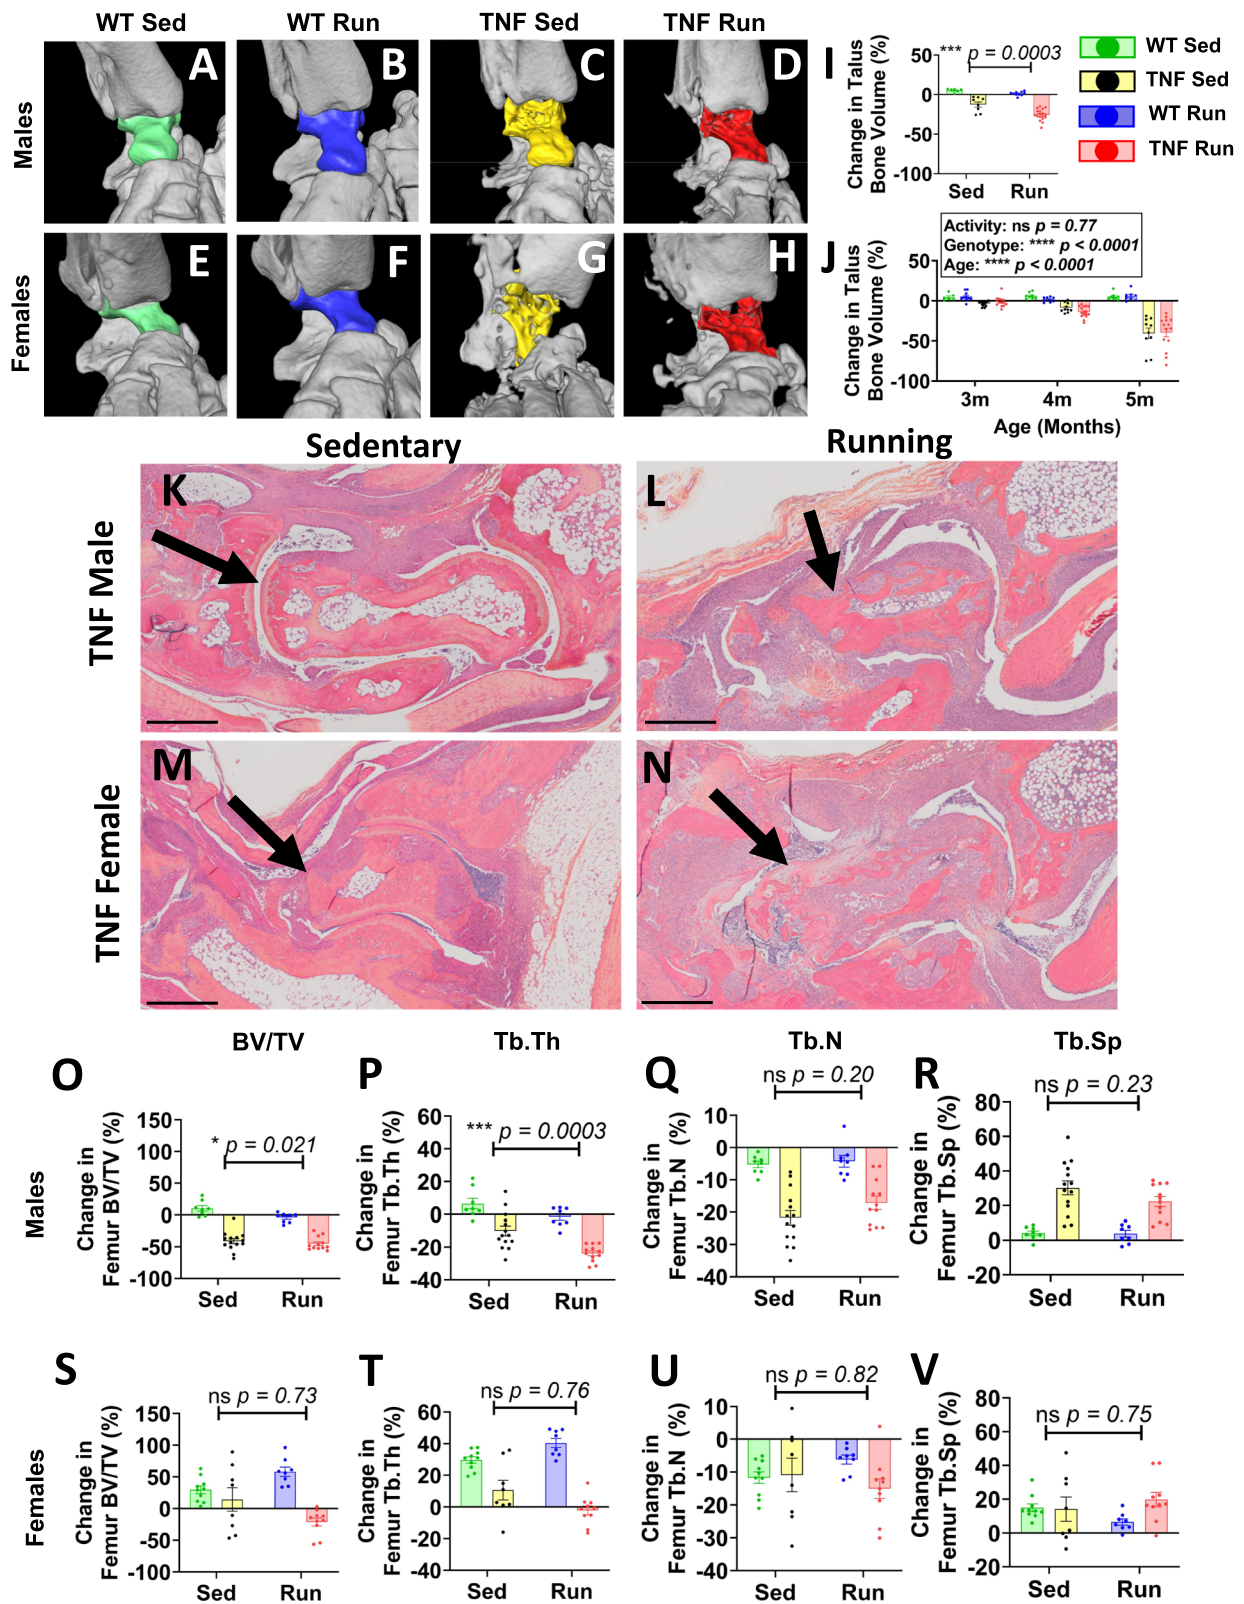 WT Sed
WT Run
TNF Sed
TNF Run
Males
A
B
C
D
I
Change in Talus
Bone Volume (%)
50
0
-50
-100
*** p = 0.0003
Sed
Run
WT Sed
TNF Sed
WT Run
TNF Run
Females
E
F
G
H
J
Change in Talus
Bone Volume (%)
50
0
-50
-100
Activity: ns p = 0.77
Genotype: **** p < 0.0001
Age: **** p < 0.0001
3m
4m
5m
Age (Months)
Sedentary
Running
TNF Male
K
L
TNF Female
M
N
BV/TV
Tb.Th
Tb.N
Tb.Sp
Males
O
Change in
Femur BV/TV (%)
150
100
50
0
-50
-100
* p = 0.021
Sed
Run
P
Change in
Femur Tb.Th (%)
60
40
20
0
-20
-40
*** p = 0.0003
Sed
Run
Q
Change in
Femur Tb.N (%)
10
0
-10
-20
-30
-40
ns p = 0.20
Sed
Run
R
Change in
Femur Tb.Sp (%)
80
60
40
20
0
-20
ns p = 0.23
Sed
Run
Females
S
Change in
Femur BV/TV (%)
150
100
50
0
-50
-100
ns p = 0.73
Sed
Run
T
Change in
Femur Tb.Th (%)
60
40
20
0
-20
-40
ns p = 0.76
Sed
Run
U
Change in
Femur Tb.N (%)
10
0
-10
-20
-30
-40
ns p = 0.82
Sed
Run
V
Change in
Femur Tb.Sp (%)
80
60
40
20
0
-20
ns p = 0.75
Sed
Run